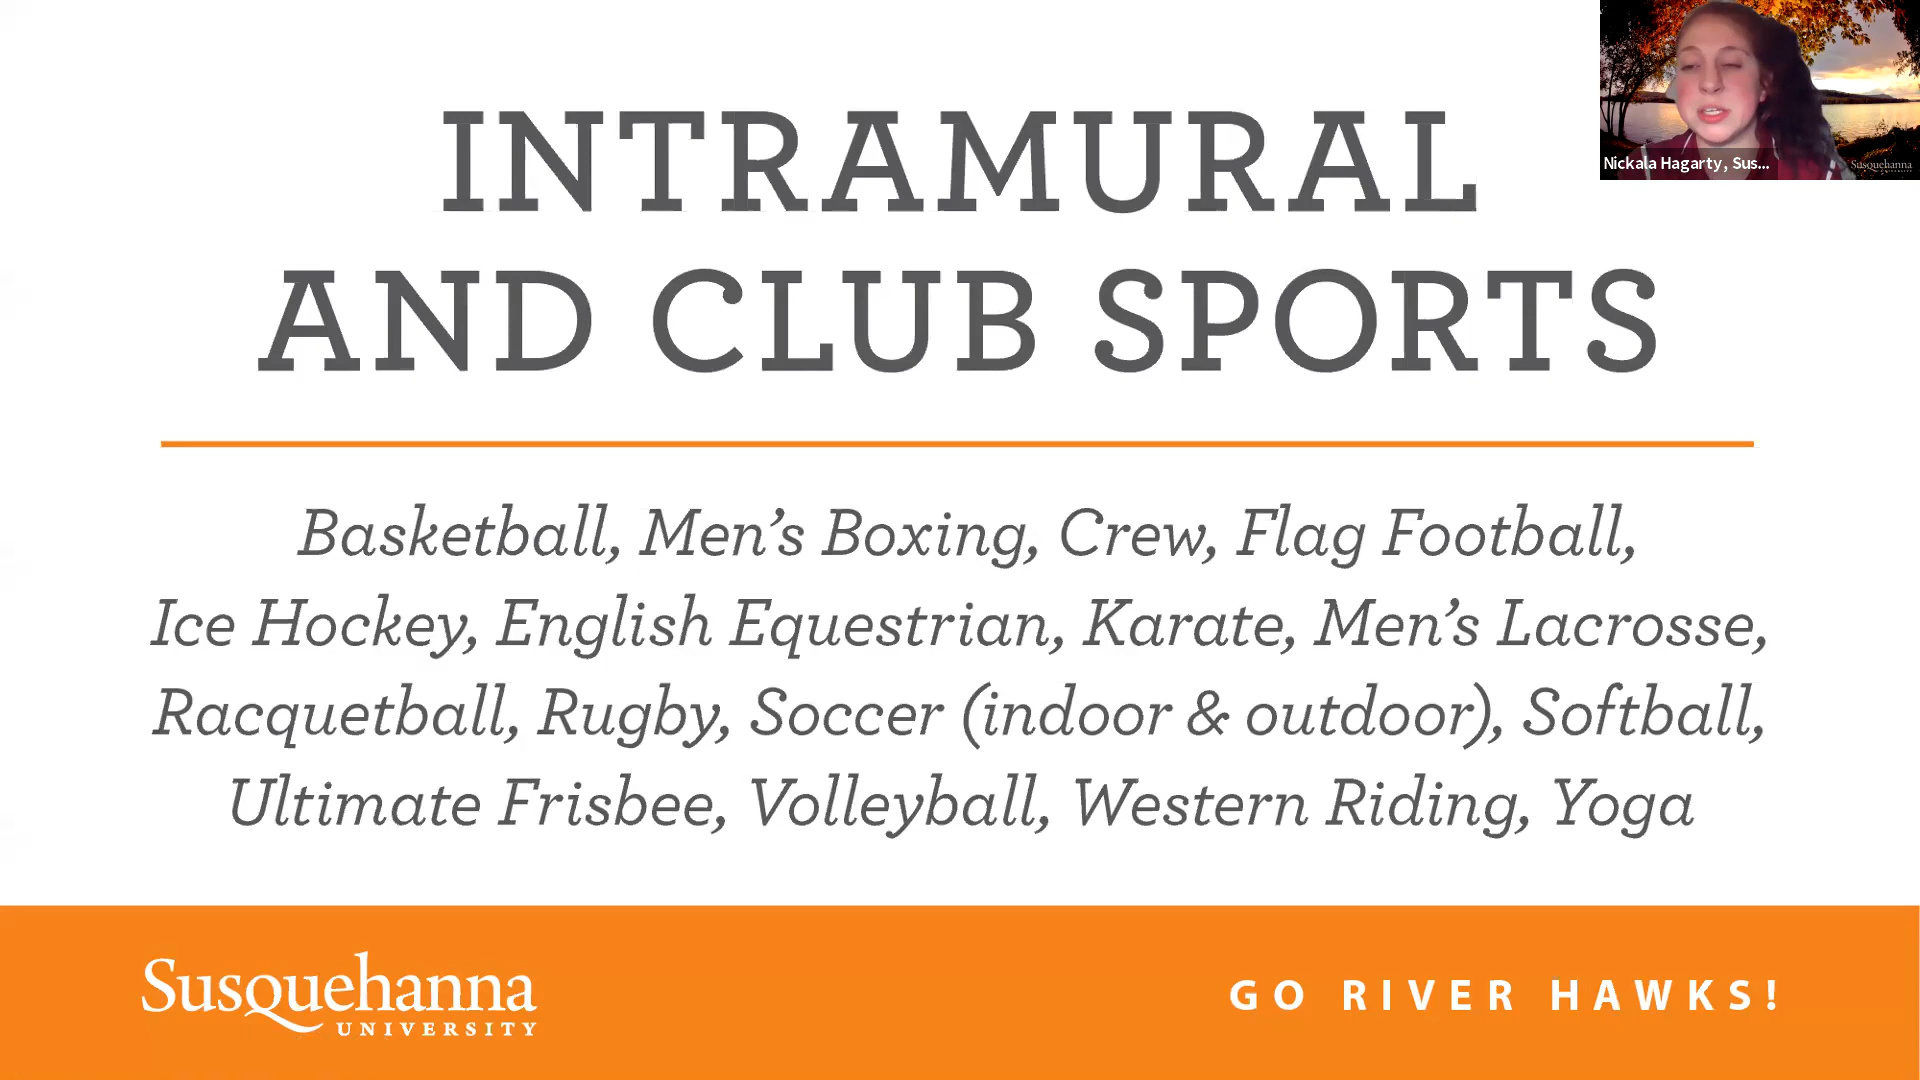 INTRAMURAL
AND CLUB SPORTS
Nickala Hagarty, Sus...
Susquehanna
Basketball, Men’s Boxing, Crew, Flag Football,
Ice Hockey, English Equestrian, Karate, Men’s Lacrosse,
Racquetball, Rugby, Soccer (indoor & outdoor), Softball,
Ultimate Frisbee, Volleyball, Western Riding, Yoga
Susquehanna
UNIVERSITY
GO RIVER HAWKS!